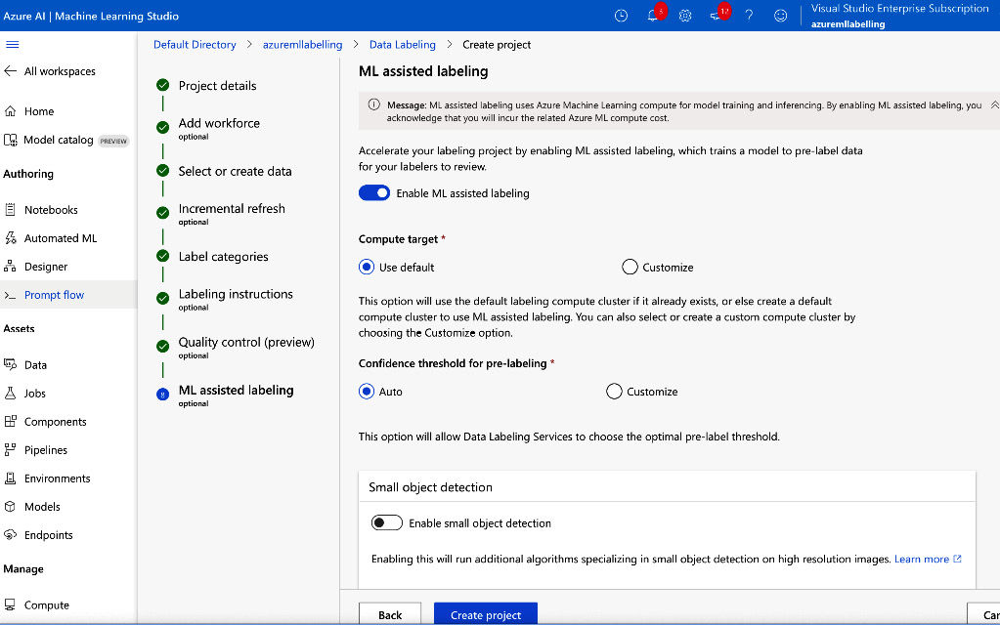 Azure AI | Machine Learning Studio
3
12
Visual Studio Enterprise Subscription
azuremllabelling
All workspaces
Home
Model catalog PREVIEW
Authoring
Notebooks
Automated ML
Designer
Prompt flow
Assets
Data
Jobs
Components
Pipelines
Environments
Models
Endpoints
Manage
Compute
Default Directory > azuremllabelling > Data Labeling > Create project
Project details
Add workforce
optional
Select or create data
Incremental refresh
optional
Label categories
Labeling instructions
optional
Quality control (preview)
optional
8 ML assisted labeling
optional
ML assisted labeling
Message: ML assisted labeling uses Azure Machine Learning compute for model training and inferencing. By enabling ML assisted labeling, you
acknowledge that you will incur the related Azure ML compute cost.
Accelerate your labeling project by enabling ML assisted labeling, which trains a model to pre-label data
for your labelers to review.
Enable ML assisted labeling
Compute target *
Use default
Customize
This option will use the default labeling compute cluster if it already exists, or else create a default
compute cluster to use ML assisted labeling. You can also select or create a custom compute cluster by
choosing the Customize option.
Confidence threshold for pre-labeling *
Auto
Customize
This option will allow Data Labeling Services to choose the optimal pre-label threshold.
Small object detection
Enable small object detection
Enabling this will run additional algorithms specializing in small object detection on high resolution images. Learn more
Back
Create project
Car